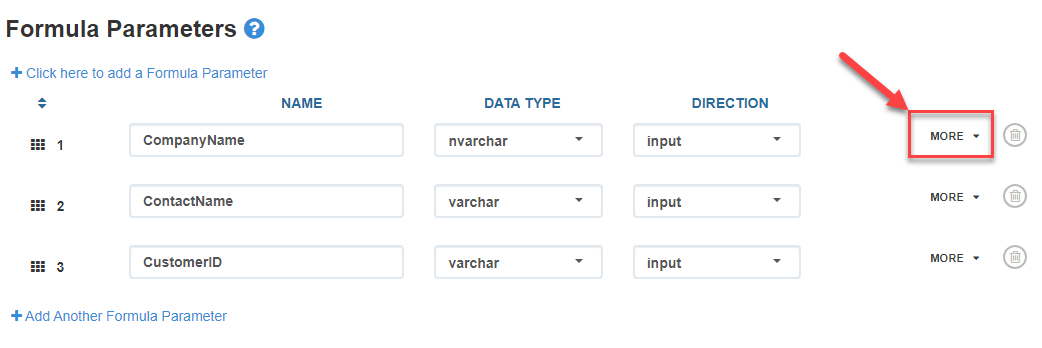 Formula Parameters ?
+ Click here to add a Formula Parameter
NAME DATA TYPE DIRECTION
1 CompanyName nvarchar input MORE
2 ContactName varchar input MORE
3 CustomerID varchar input MORE
+ Add Another Formula Parameter